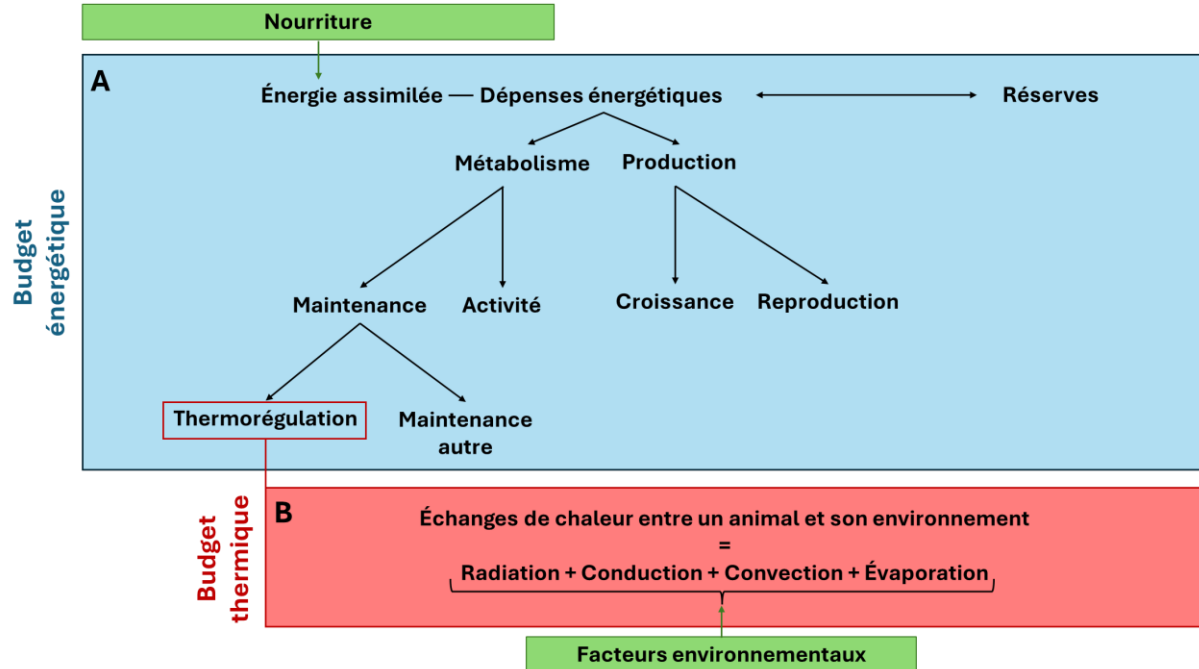 Nourriture
A
Énergie assimilée — Dépenses énergétiques
Réserves
Métabolisme
Production
Budget
énergétique
Maintenance
Activité
Croissance
Reproduction
Thermorégulation
Maintenance
autre
Budget
thermique
B
Échanges de chaleur entre un animal et son environnement
=
Radiation + Conduction + Convection + Évaporation
Facteurs environnementaux